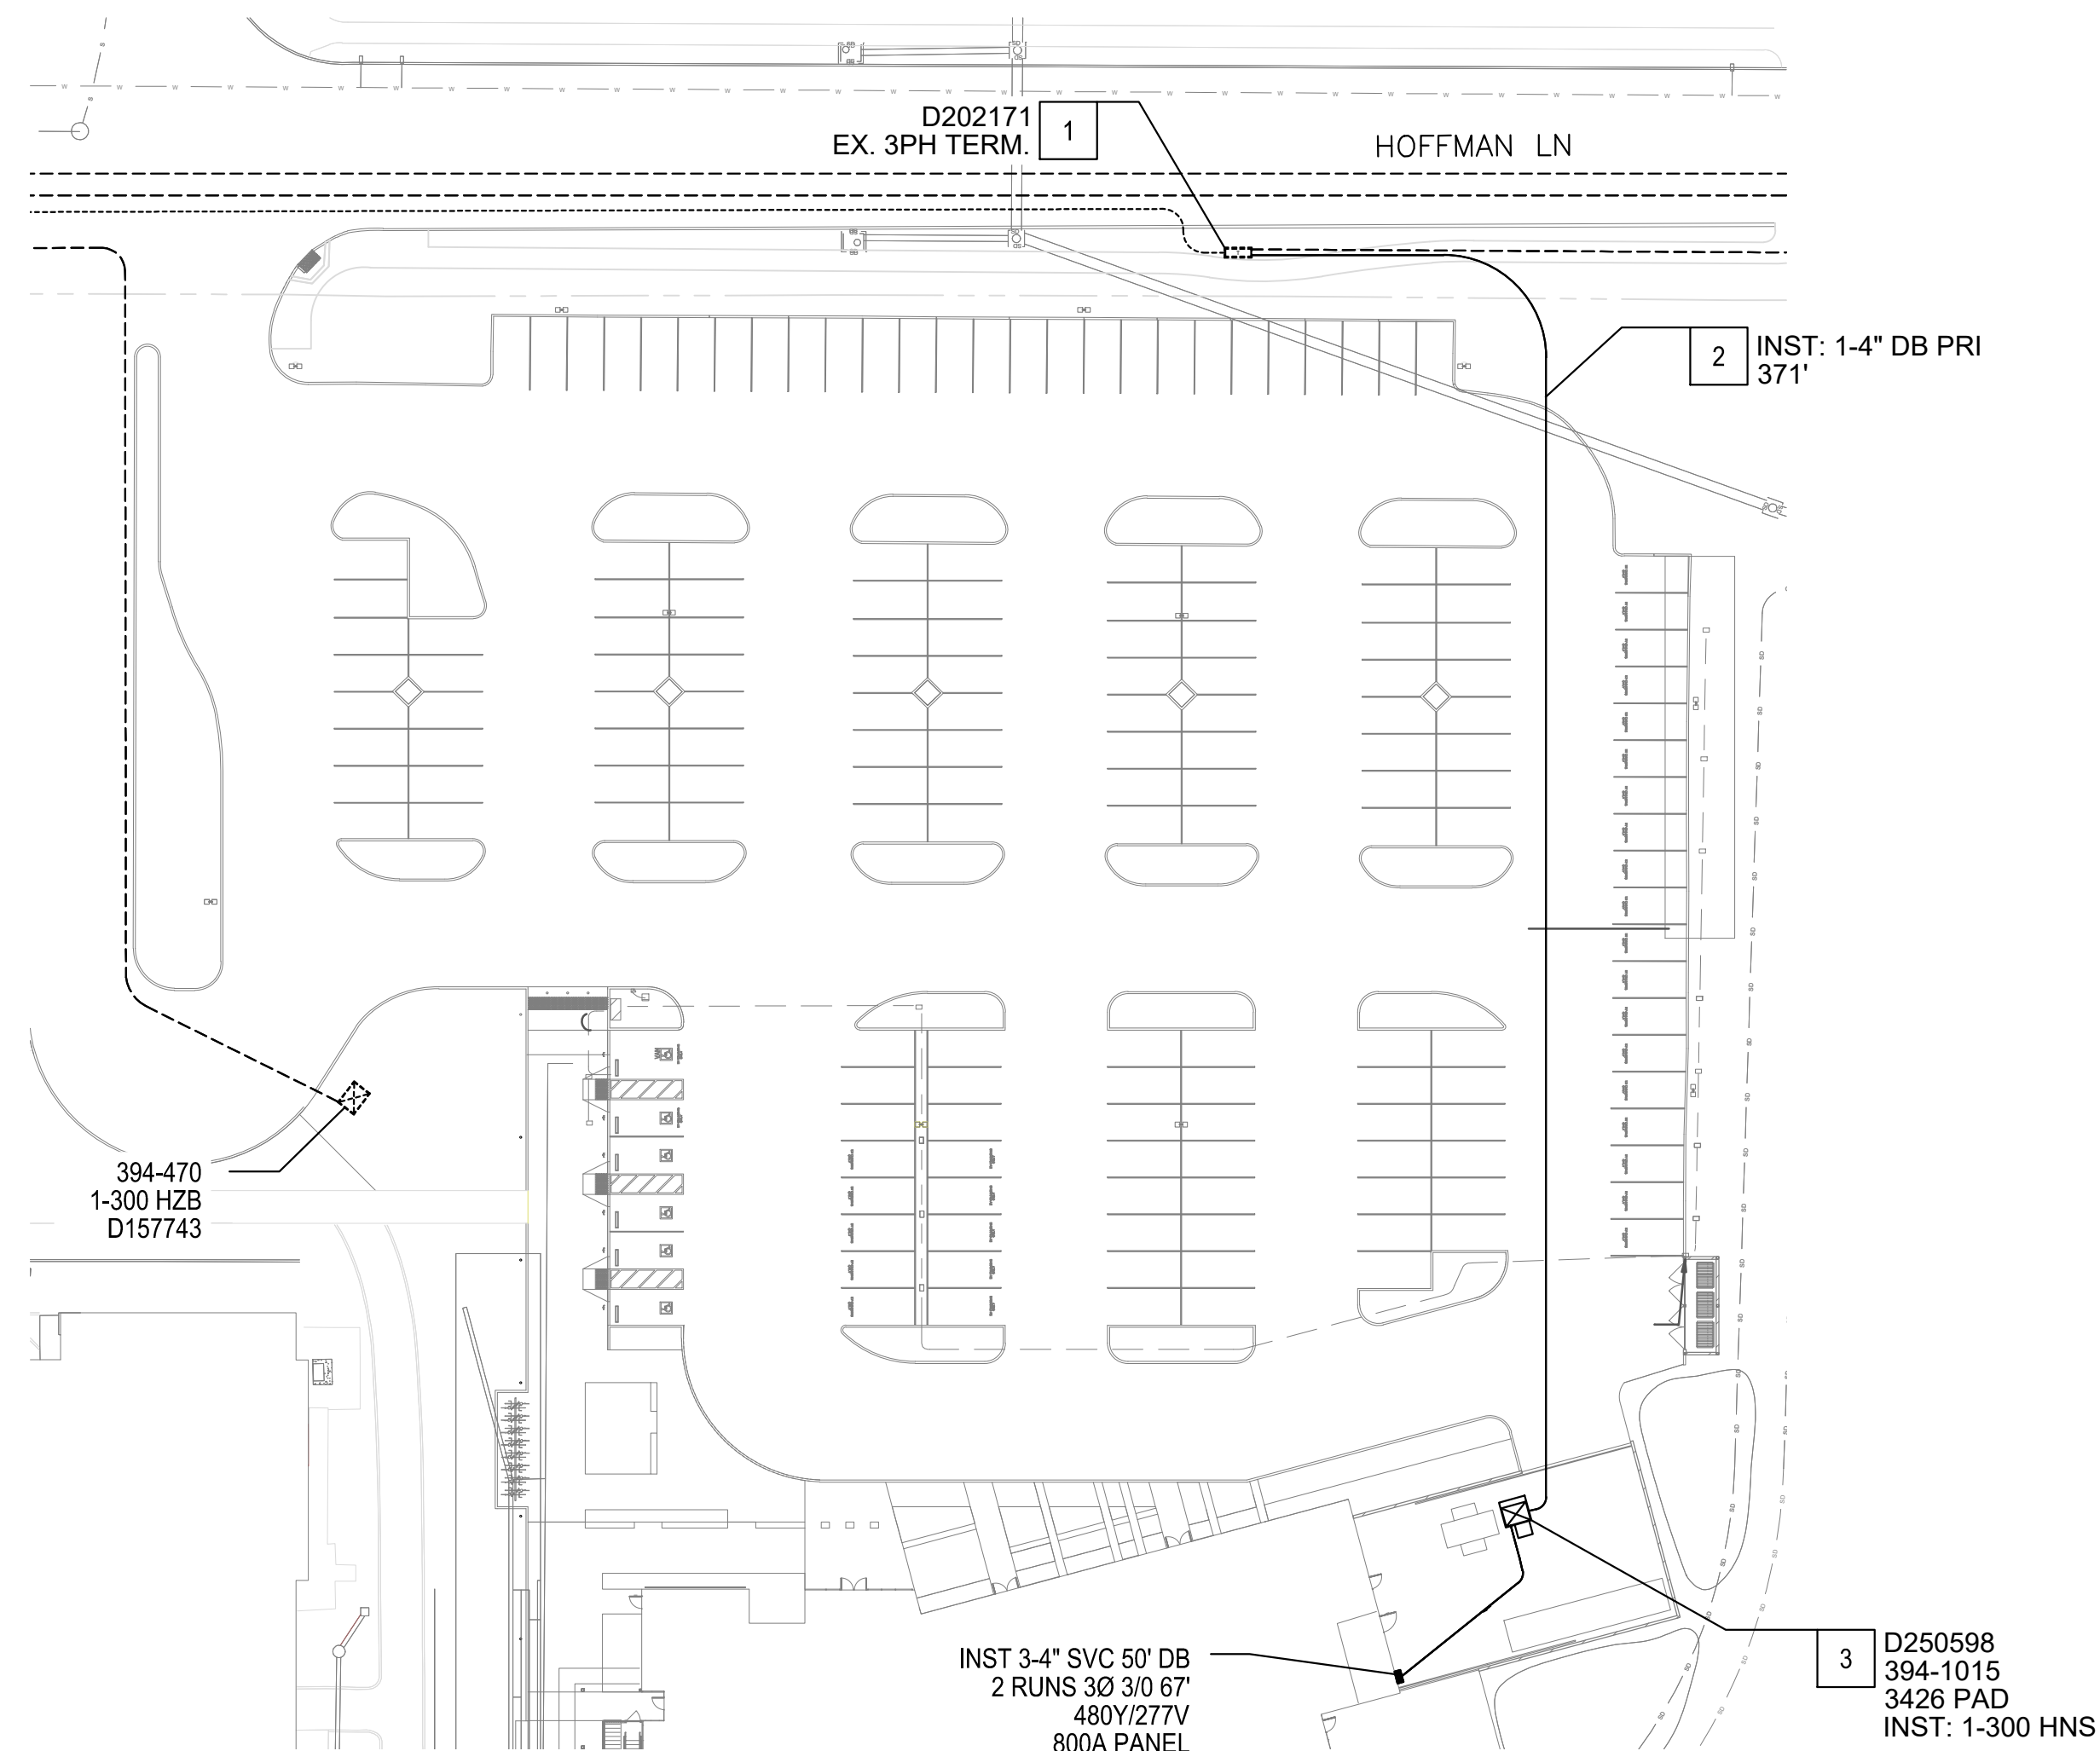 D202171
EX. 3PH TERM.
1
HOFFMAN LN
2
INST: 1-4" DB PRI
371'
394-470
1-300 HZB
D157743
VAN
INST 3-4" SVC 50' DB
2 RUNS 3Ø 3/0 67'
480Y/277V
800A PANEL
3
D250598
394-1015
3426 PAD
INST: 1-300 HNS